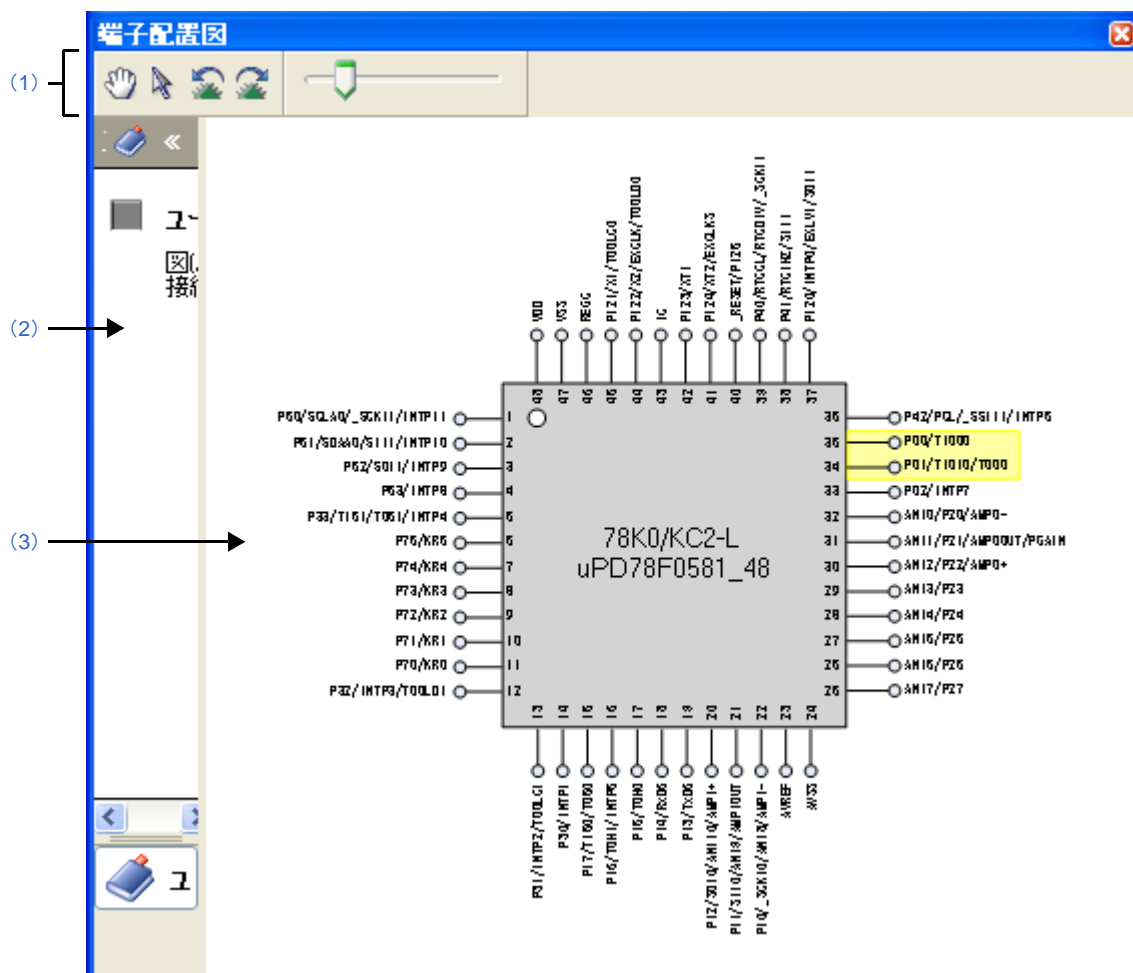 端子配置図
(1)
(2)
(3)
ユー
図(.
接
VDD
VSS
REGC
P121/X1/TOOLC0
P122/X2/EXCLK/TOOLD0
IC
P123/XT1
P124/XT2/EXCLKS
_RESET/P125
P40/RTCCL/RTCDIV/_SCK11
P41/RTC1HZ/SI11
P120/INTP0/EXLVI/SO11
48 47 46 45 44 43 42 41 40 39 38 37
P60/SCLA0/_SCK11/INTP11 1
P61/SDAA0/SI11/INTP10 2
P62/SO11/INTP9 3
P63/INTP8 4
P33/TI51/TO51/INTP4 5
P75/KR5 6
P74/KR4 7
P73/KR3 8
P72/KR2 9
P71/KR1 10
P70/KR0 11
P32/INTP3/TOOLD1 12
78K0/KC2-L
uPD78F0581_48
36 P42/PCL/_SSI11/INTP6
35 P00/TI000
34 P01/TI010/TO00
33 P02/INTP7
32 ANI0/P20/AMP0-
31 ANI1/P21/AMP0OUT/PGAIN
30 ANI2/P22/AMP0+
29 ANI3/P23
28 ANI4/P24
27 ANI5/P25
26 ANI6/P26
25 ANI7/P27
13 14 15 16 17 18 19 20 21 22 23 24
P31/INTP2/TOOLC1
P30/INTP1
P17/TI50/TO50
P16/TOH1/INTP5
P15/TOH0
P14/RxD6
P13/TxD6
P12/SO10/ANI10/AMP1+
P11/SI10/ANI9/AMP1OUT
P10/_SCK10/ANI8/AMP1-
AVREF
AVSS
ユ